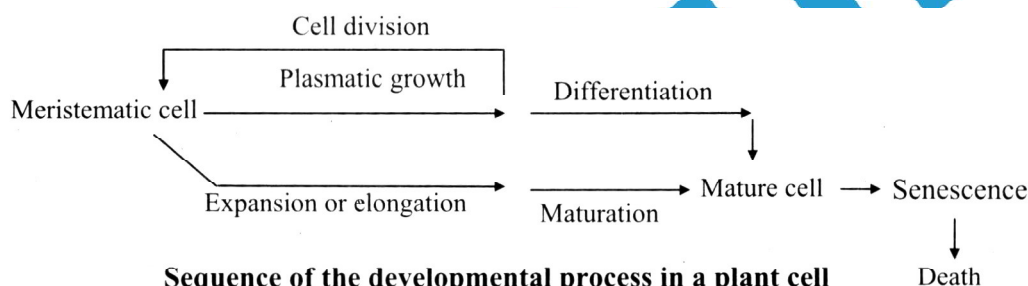 Cell division
Plasmatic growth
Differentiation
Meristematic cell
Expansion or elongation
Maturation
Mature cell
Senescence
Death
Sequence of the developmental process in a plant cell